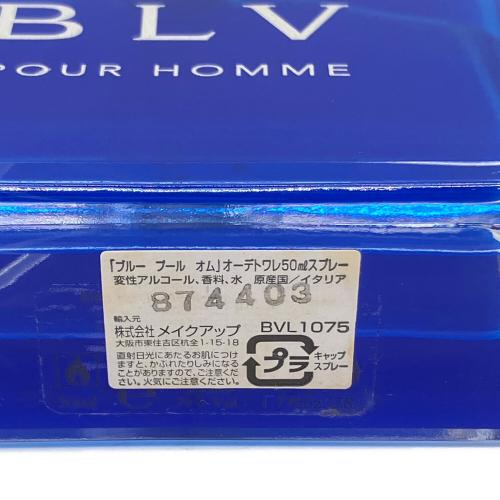 BLV
POUR HOMME
「ブルー プール オム」オーデトワレ50mlスプレー
変性アルコール、香料、水 原産国/イタリア
874403
輸入元
株式会社 メイクアップ BVL1075
大阪市東住吉区杭全1-15-18
直射日光にあたるお肌につけ
ますと、かぶれたりしみになる
ことがありますので、ご注意くだ
さい。火気にご注意ください。
プラ
キャップ
スプレー